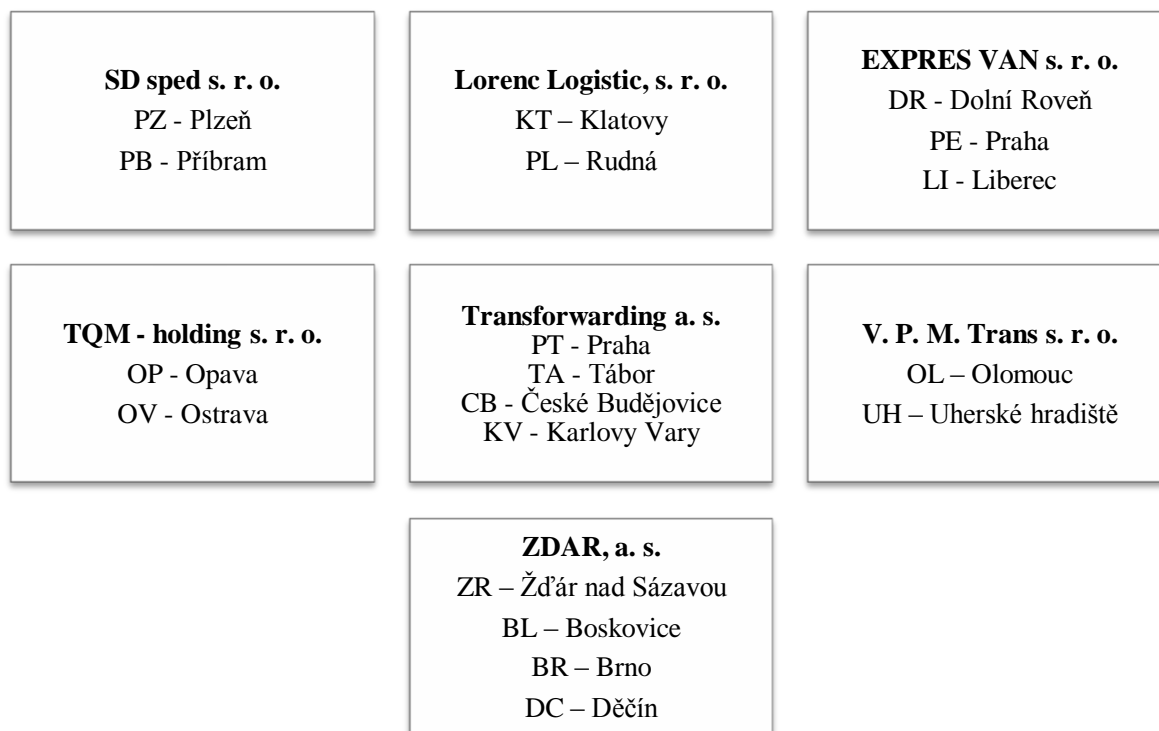 SD sped s. r. o.
PZ - Plzeň
PB - Příbram
Lorenc Logistic, s. r. o.
KT – Klatovy
PL – Rudná
EXPRES VAN s. r. o.
DR - Dolní Roveň
PE - Praha
LI - Liberec
TQM - holding s. r. o.
OP - Opava
OV - Ostrava
Transforwarding a. s.
PT - Praha
TA - Tábor
CB - České Budějovice
KV - Karlovy Vary
V. P. M. Trans s. r. o.
OL – Olomouc
UH – Uherské hradiště
ZDAR, a. s.
ZR – Žďár nad Sázavou
BL – Boskovice
BR – Brno
DC – Děčín